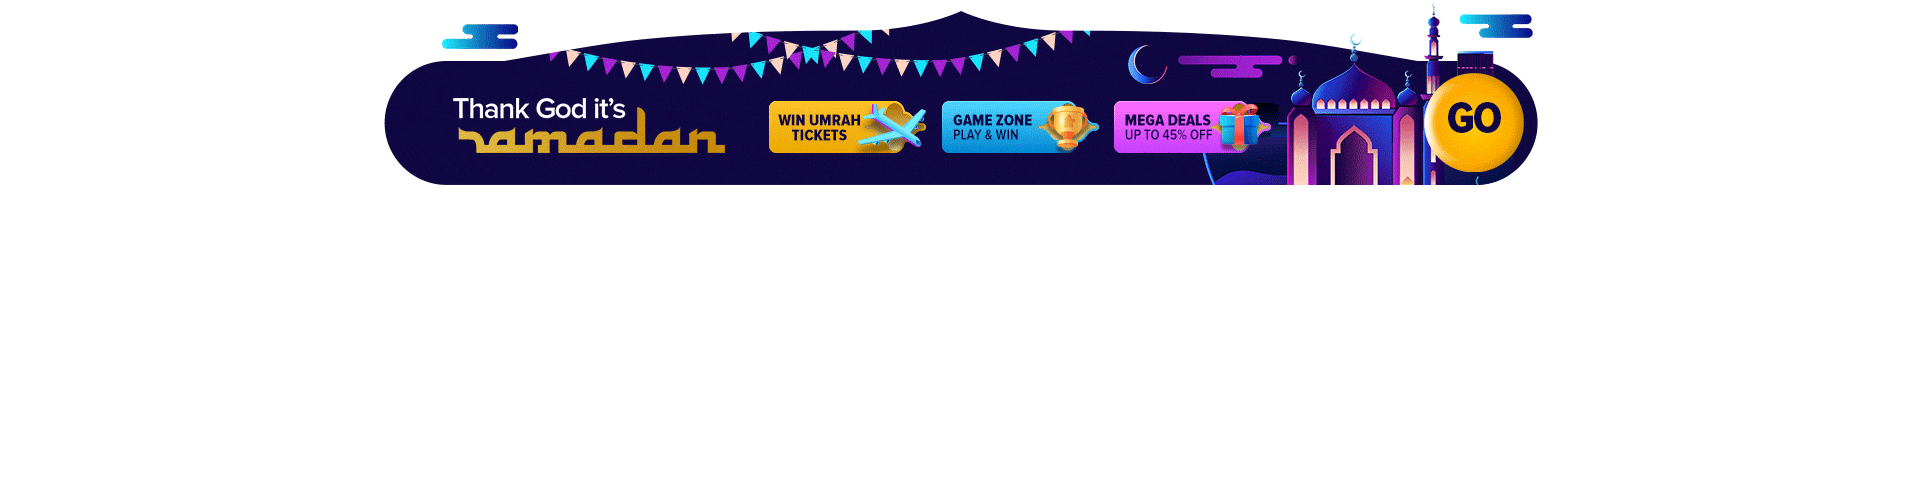 Thank God it's
ramadan
WIN UMRAH
TICKETS
GAME ZONE
PLAY & WIN
MEGA DEALS
UP TO 45% OFF
GO